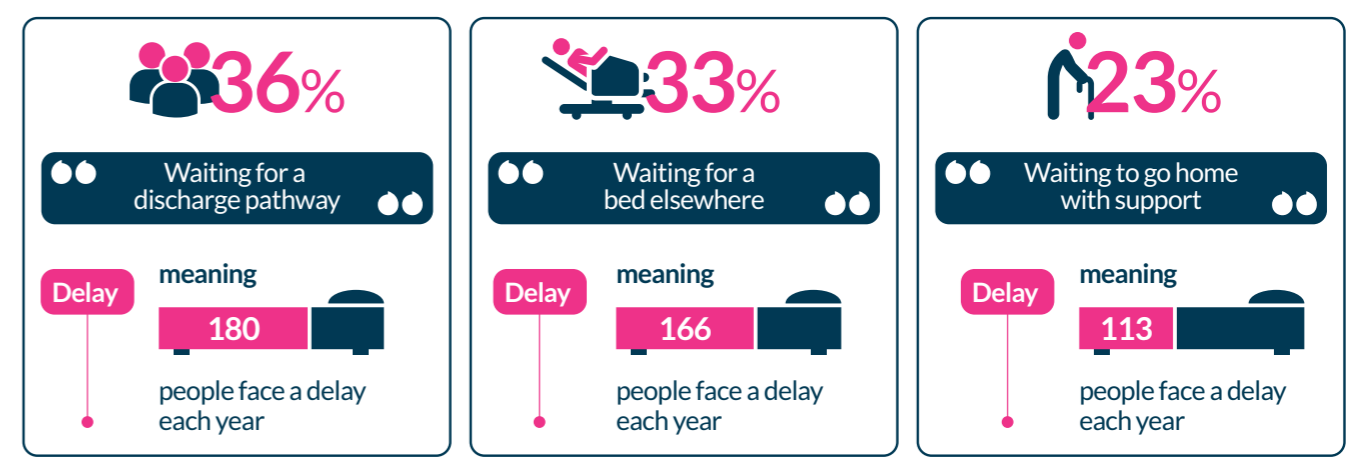 36%
“ Waiting for a
discharge pathway “
Delay
meaning
180
people face a delay
each year
33%
“ Waiting for a
bed elsewhere “
Delay
meaning
166
people face a delay
each year
23%
“ Waiting to go home
with support “
Delay
meaning
113
people face a delay
each year